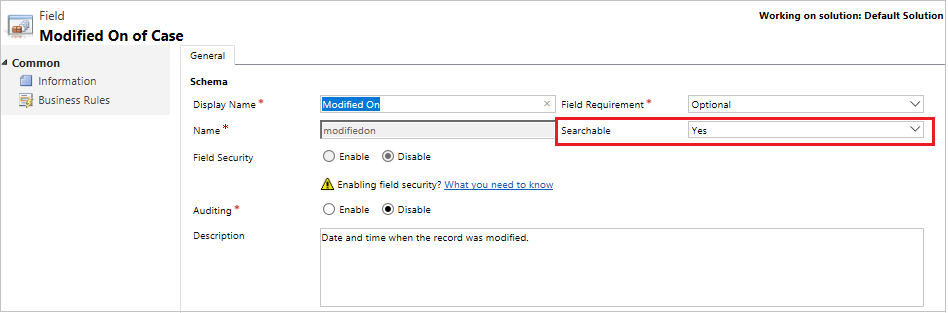 Field
Working on solution: Default Solution
Modified On of Case
Common
Information
Business Rules
General
Schema
Display Name * Modified On × Field Requirement * Optional
Name * modifiedon Searchable Yes
Field Security Enable Disable
Enabling field security? What you need to know
Auditing * Enable Disable
Description Date and time when the record was modified.